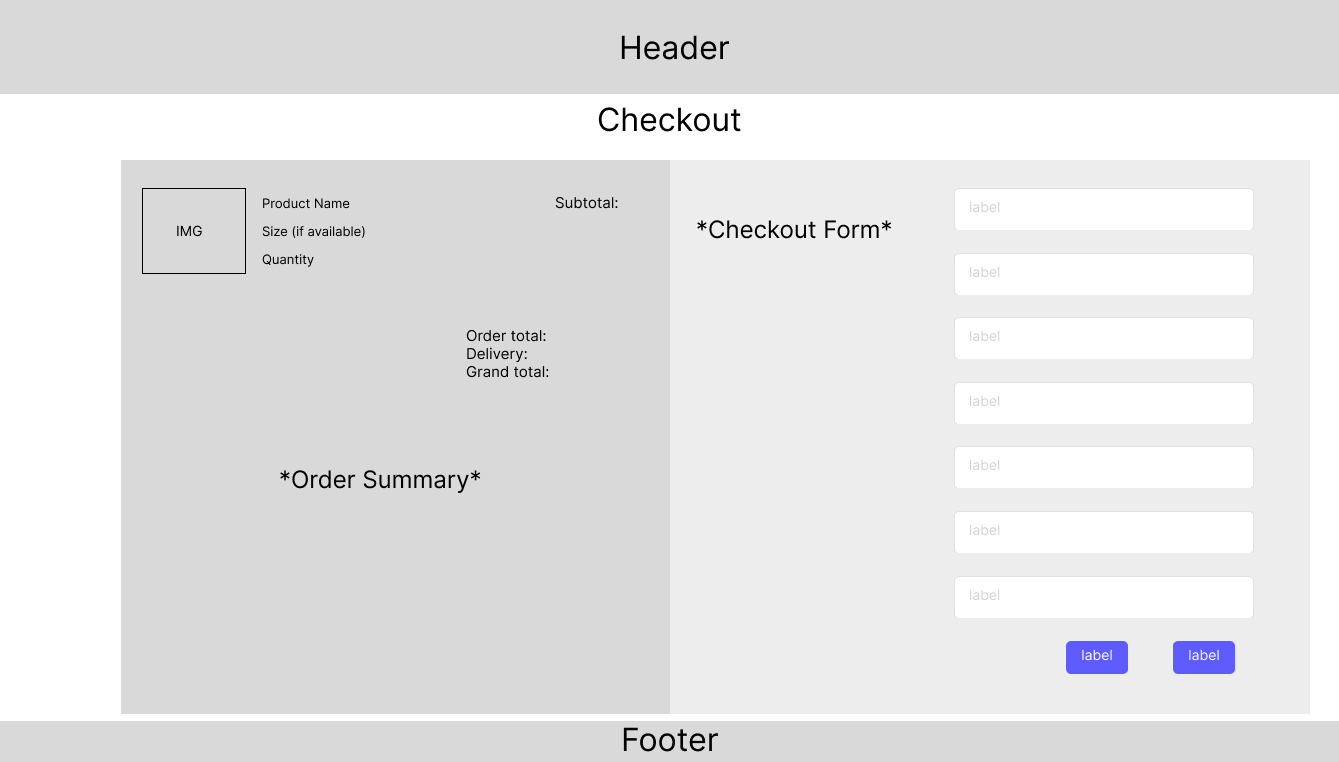 Header
Checkout
IMG
Product Name
Size (if available)
Quantity
Subtotal:
Order total:
Delivery:
Grand total:
*Order Summary*
*Checkout Form*
label
label
label
label
label
label
label
label label
Footer